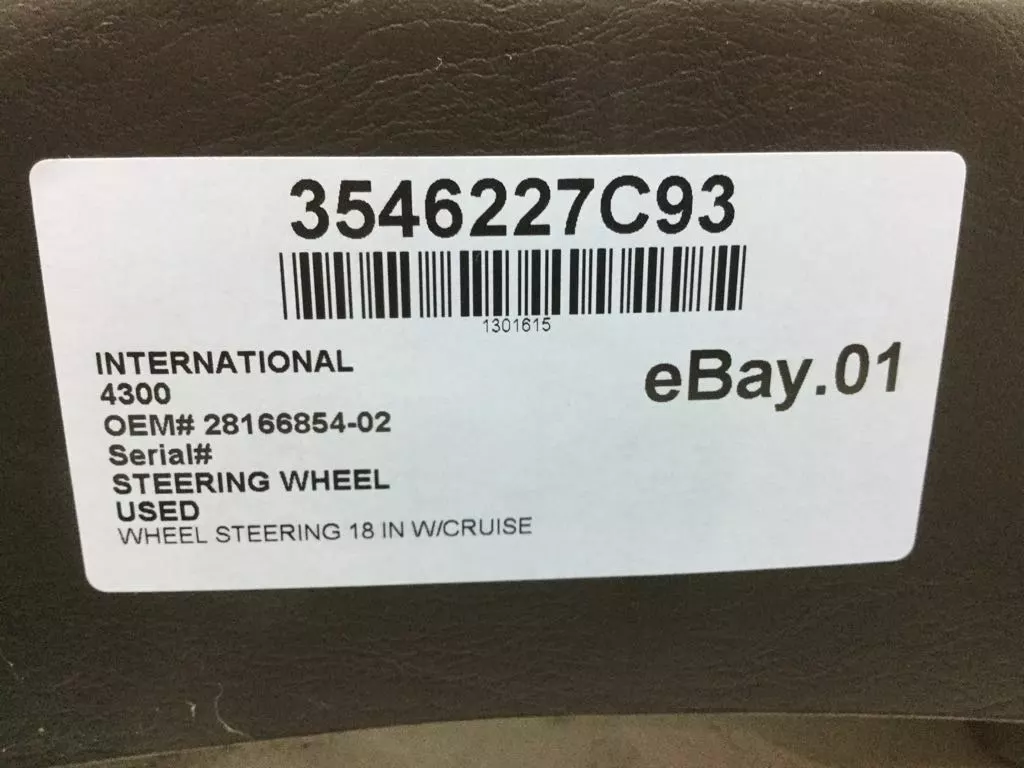 3546227C93
1301615
INTERNATIONAL
4300
eBay.01
OEM# 28166854-02
Serial#
STEERING WHEEL
USED
WHEEL STEERING 18 IN W/CRUISE